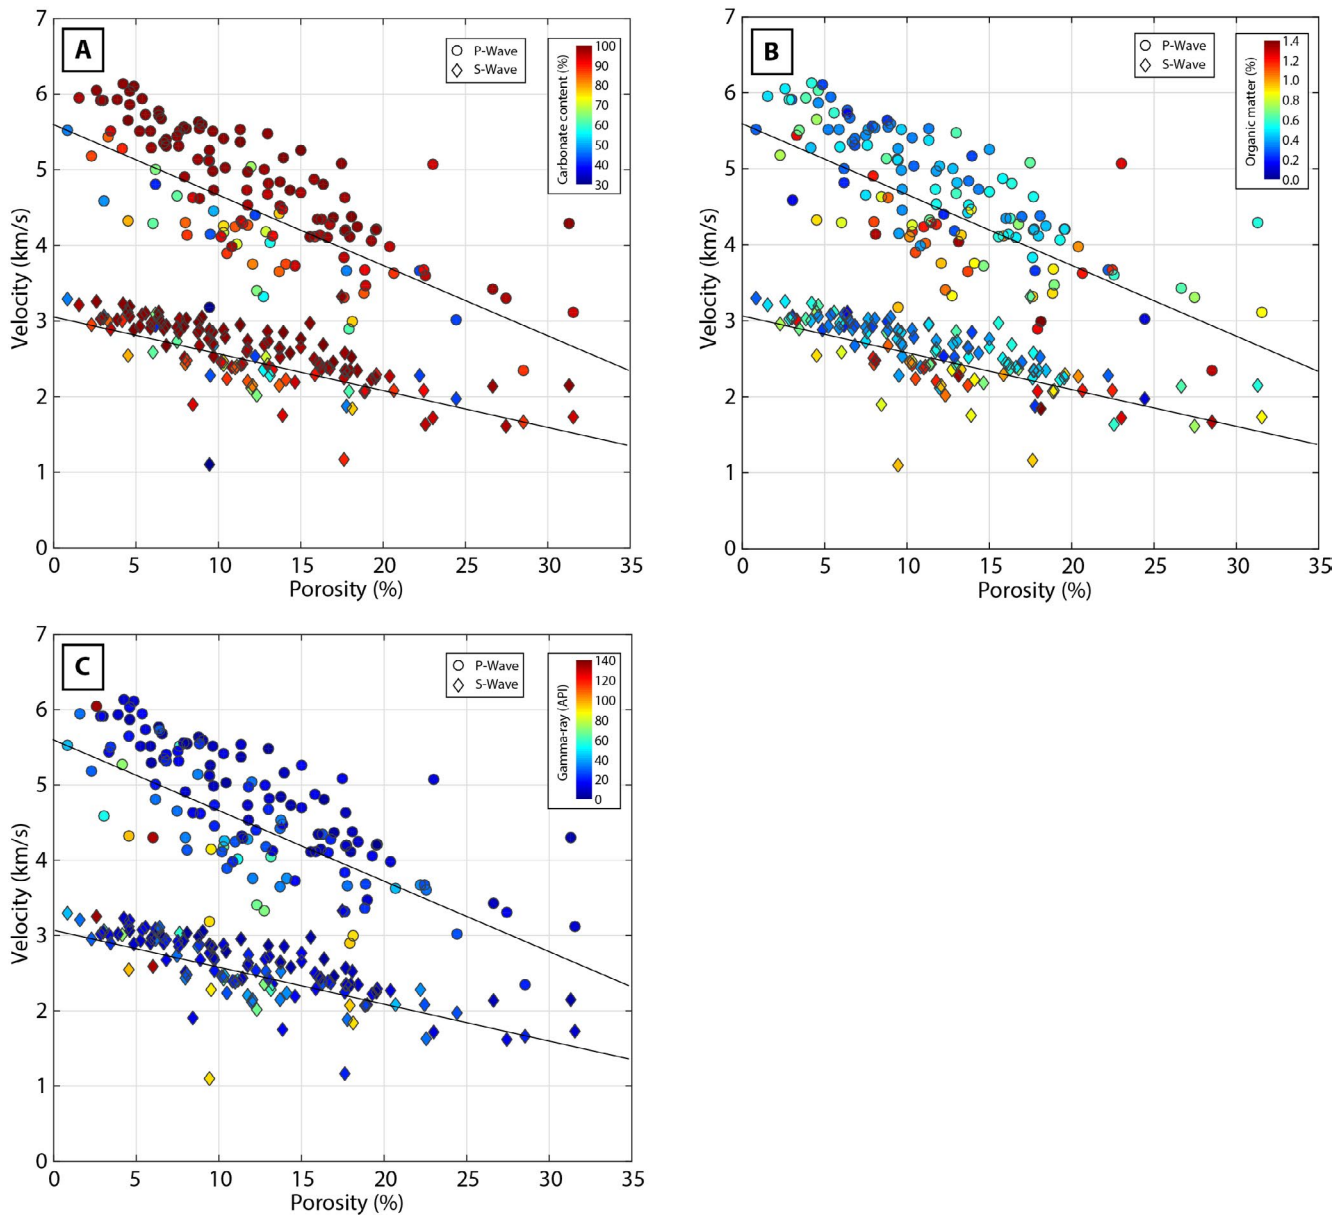 A
P-Wave
S-Wave
Carbonate content (%)
100
90
80
70
60
50
40
30
7
6
5
4
3
2
1
0
Velocity (km/s)
0 5 10 15 20 25 30 35
Porosity (%)
B
P-Wave
S-Wave
Organic matter (%)
1.4
1.2
1.0
0.8
0.6
0.4
0.2
0.0
7
6
5
4
3
2
1
0
Velocity (km/s)
0 5 10 15 20 25 30 35
Porosity (%)
C
P-Wave
S-Wave
Gamma-ray (API)
140
120
100
80
60
40
20
0
7
6
5
4
3
2
1
0
Velocity (km/s)
0 5 10 15 20 25 30 35
Porosity (%)